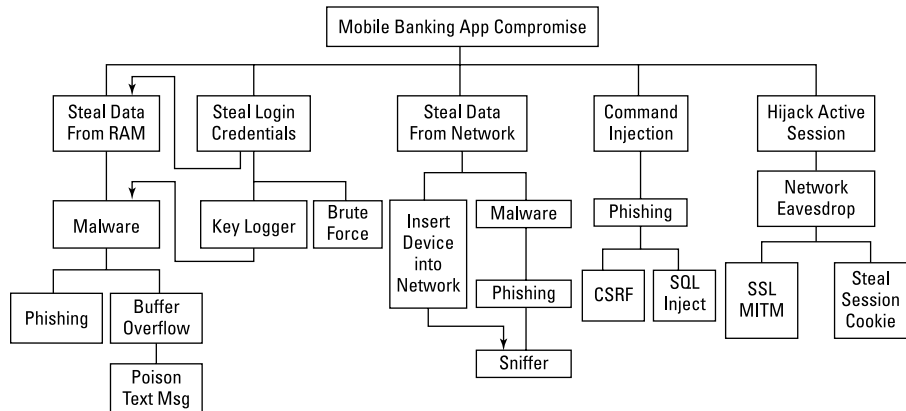 Mobile Banking App Compromise
Steal Data
From RAM
Steal Login
Credentials
Steal Data
From Network
Command
Injection
Hijack Active
Session
Malware
Key Logger
Brute
Force
Insert
Device
into
Network
Malware
Phishing
Network
Eavesdrop
Phishing
Buffer
Overflow
Phishing
CSRF
SQL
Inject
SSL
MITM
Steal
Session
Cookie
Poison
Text Msg
Sniffer